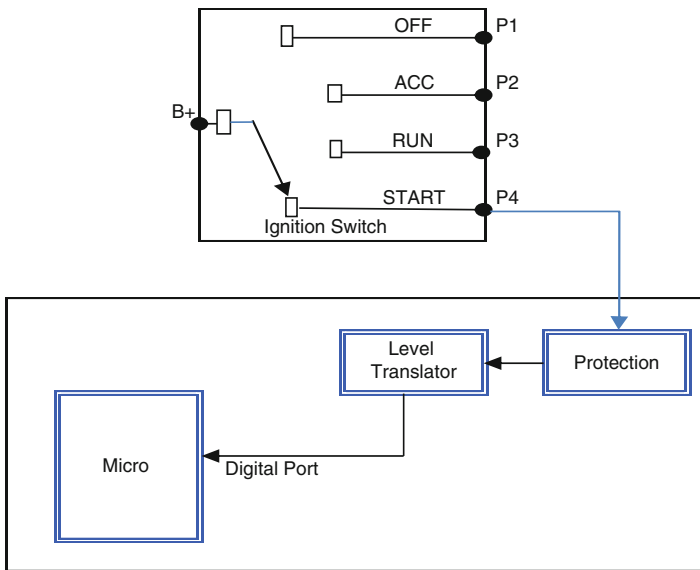 OFF P1
ACC P2
B+
RUN P3
START P4
Ignition Switch
Level
Translator
Protection
Micro
Digital Port